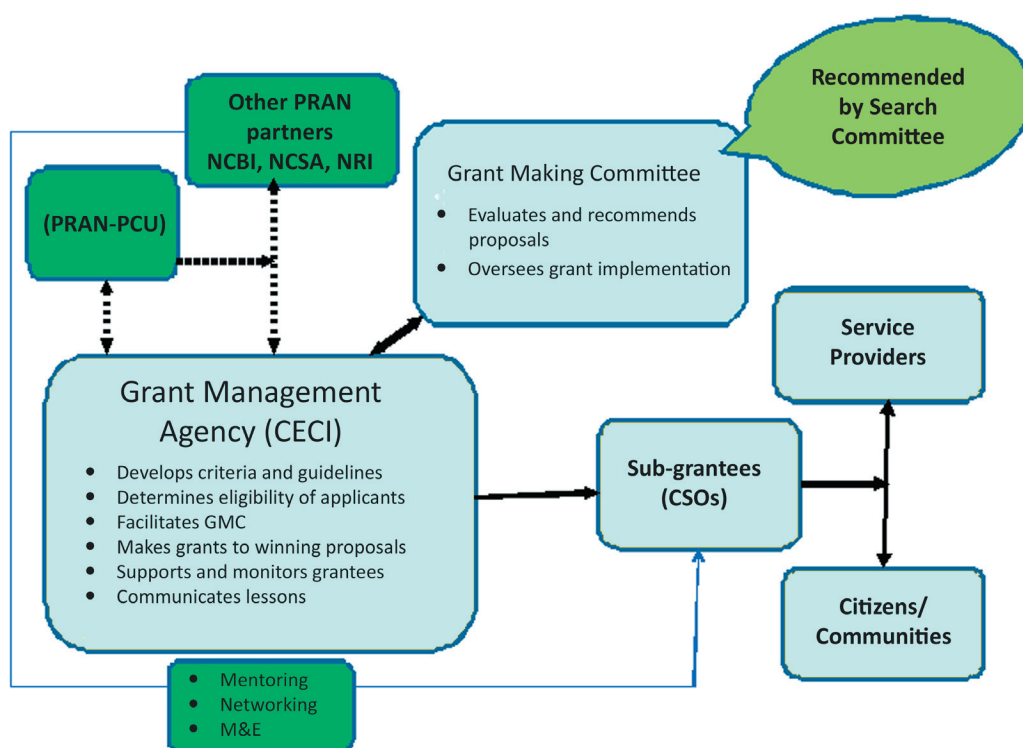 Other PRAN
partners
NCBI, NCSA, NRI
(PRAN-PCU)
Grant Making Committee
• Evaluates and recommends
proposals
• Oversees grant implementation
Recommended
by Search
Committee
Grant Management
Agency (CECI)
• Develops criteria and guidelines
• Determines eligibility of applicants
• Facilitates GMC
• Makes grants to winning proposals
• Supports and monitors grantees
• Communicates lessons
Sub-grantees
(CSOs)
Service
Providers
Citizens/
Communities
• Mentoring
• Networking
• M&E